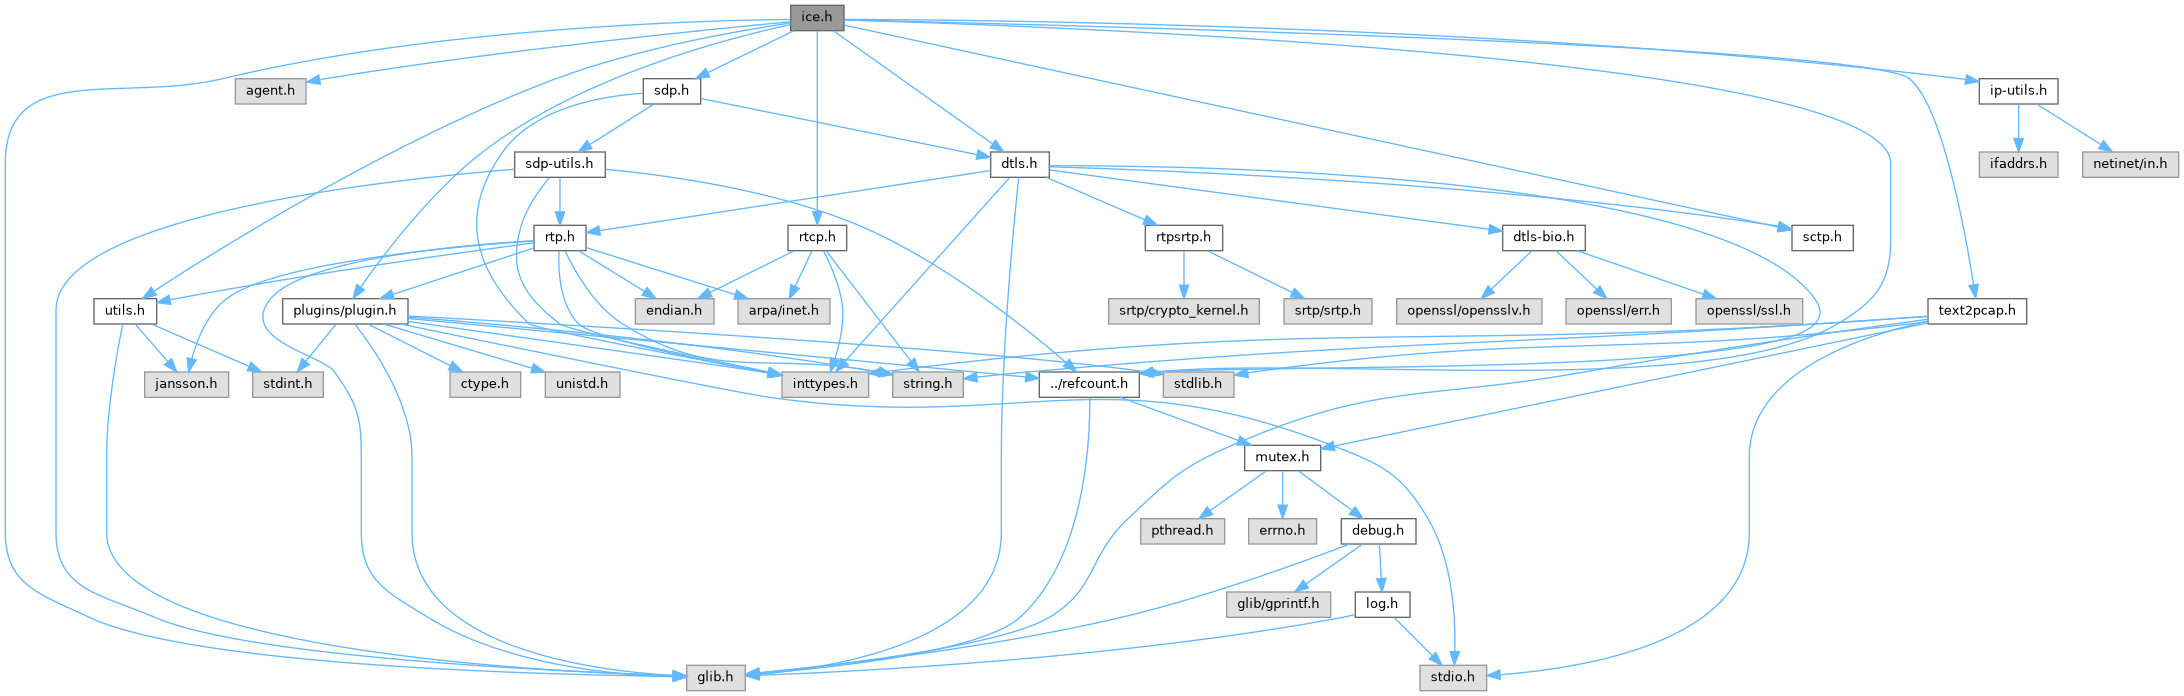 ice.h
agent.h
sdp.h
ip-utils.h
sdp-utils.h
dtls.h
ifaddrs.h
netinet/in.h
rtp.h
rtcp.h
rtpsrtp.h
dtls-bio.h
sctp.h
utils.h
plugins/plugin.h
endian.h
arpa/inet.h
srtp/crypto_kernel.h
srtp/srtp.h
openssl/opensslv.h
openssl/err.h
openssl/ssl.h
text2pcap.h
jansson.h
stdint.h
ctype.h
unistd.h
inttypes.h
string.h
../refcount.h
stdlib.h
mutex.h
pthread.h
errno.h
debug.h
glib/gprintf.h
log.h
glib.h
stdio.h